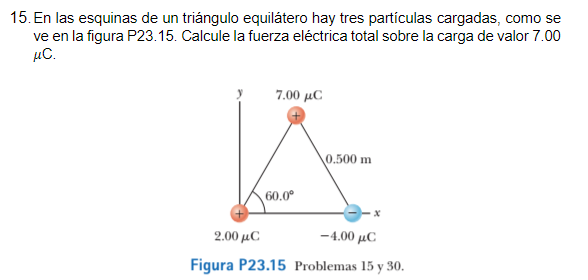 15. En las esquinas de un triángulo equilátero hay tres partículas cargadas, como se
ve en la figura P23.15. Calcule la fuerza eléctrica total sobre la carga de valor 7.00
μC.
y
7.00 μC
+
0.500 m
60.0°
+
−
x
2.00 μC
−4.00 μC
Figura P23.15 Problemas 15 y 30.